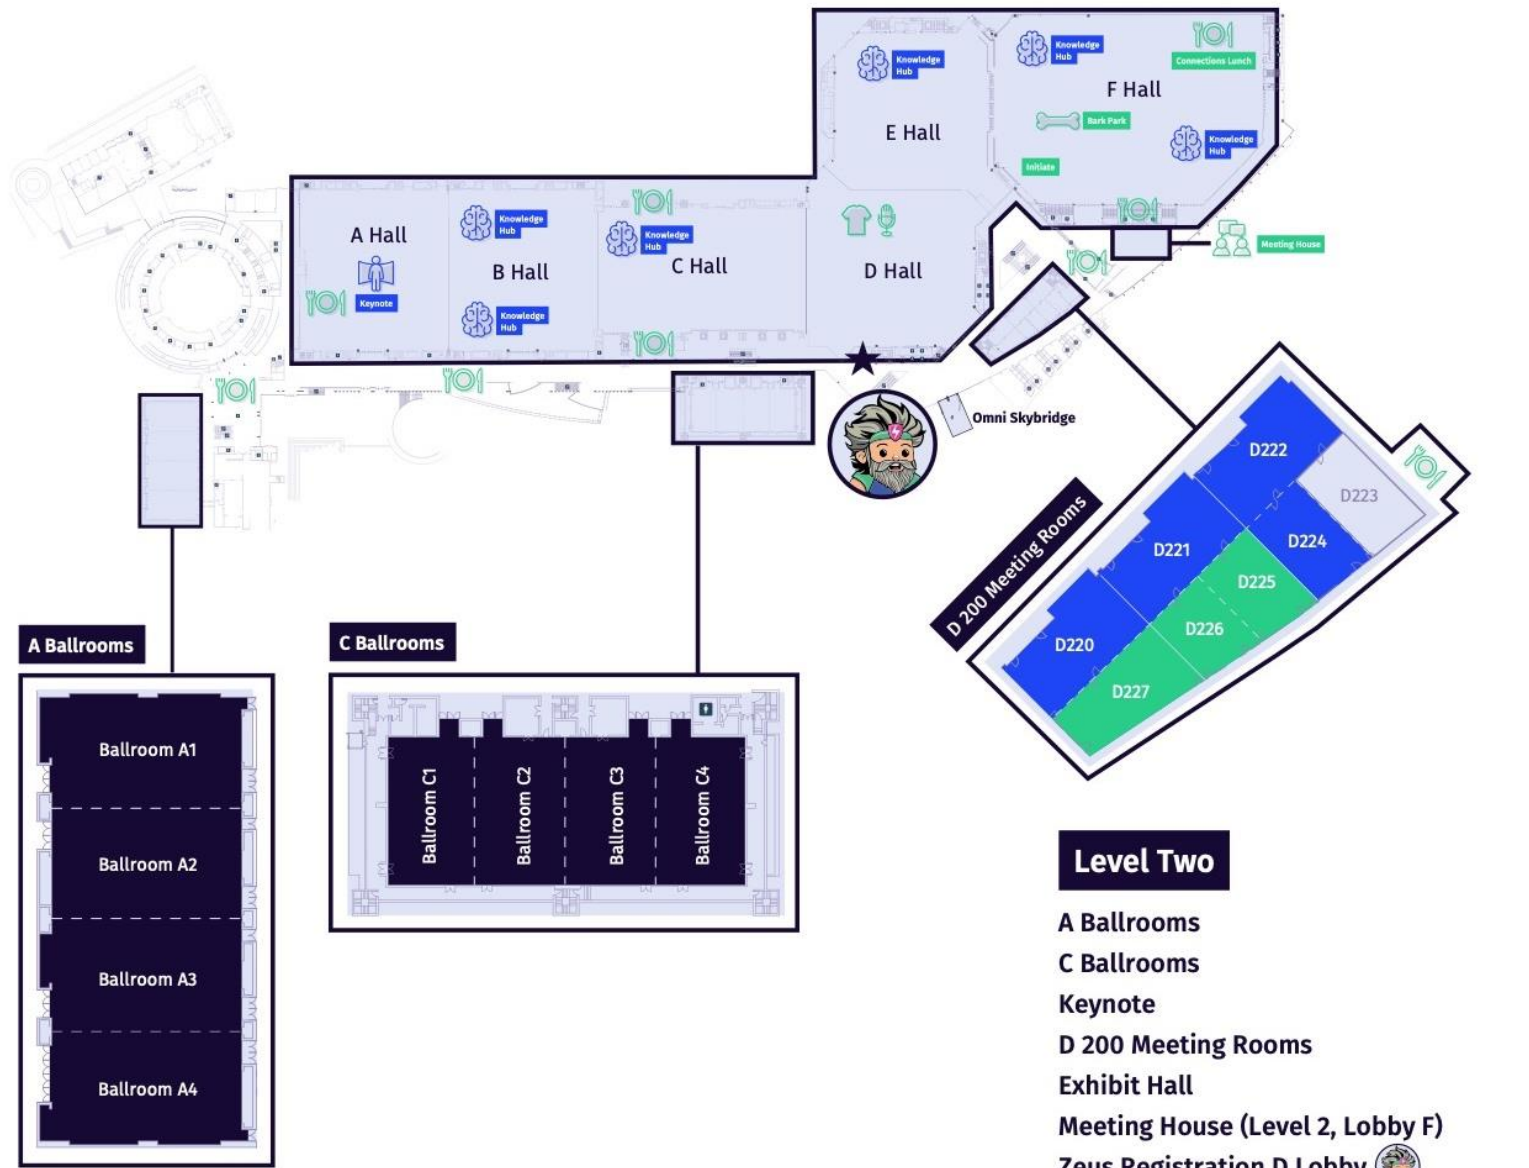 Knowledge
Hub
Knowledge
Hub
Connections Lunch
F Hall
Bark Park
E Hall
Knowledge
Hub
Initiate
A Hall
Knowledge
Hub
Knowledge
Hub
B Hall
C Hall
D Hall
Meeting House
Keynote
Knowledge
Hub
Omni Skybridge
D 200 Meeting Rooms
D222
D223
D221
D224
D225
D220
D226
D227
A Ballrooms
Ballroom A1
Ballroom A2
Ballroom A3
Ballroom A4
C Ballrooms
Ballroom C1
Ballroom C2
Ballroom C3
Ballroom C4
Level Two
A Ballrooms
C Ballrooms
Keynote
D 200 Meeting Rooms
Exhibit Hall
Meeting House (Level 2, Lobby F)
Zeus Registration D Lobby